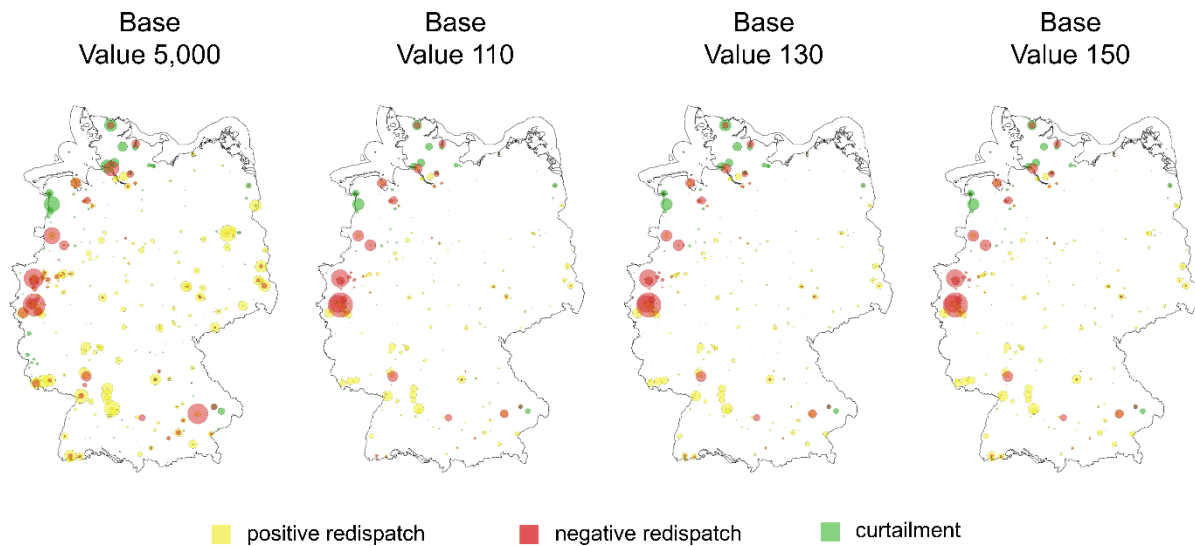 Base
Value 5,000
Base
Value 110
Base
Value 130
Base
Value 150
positive redispatch
negative redispatch
curtailment